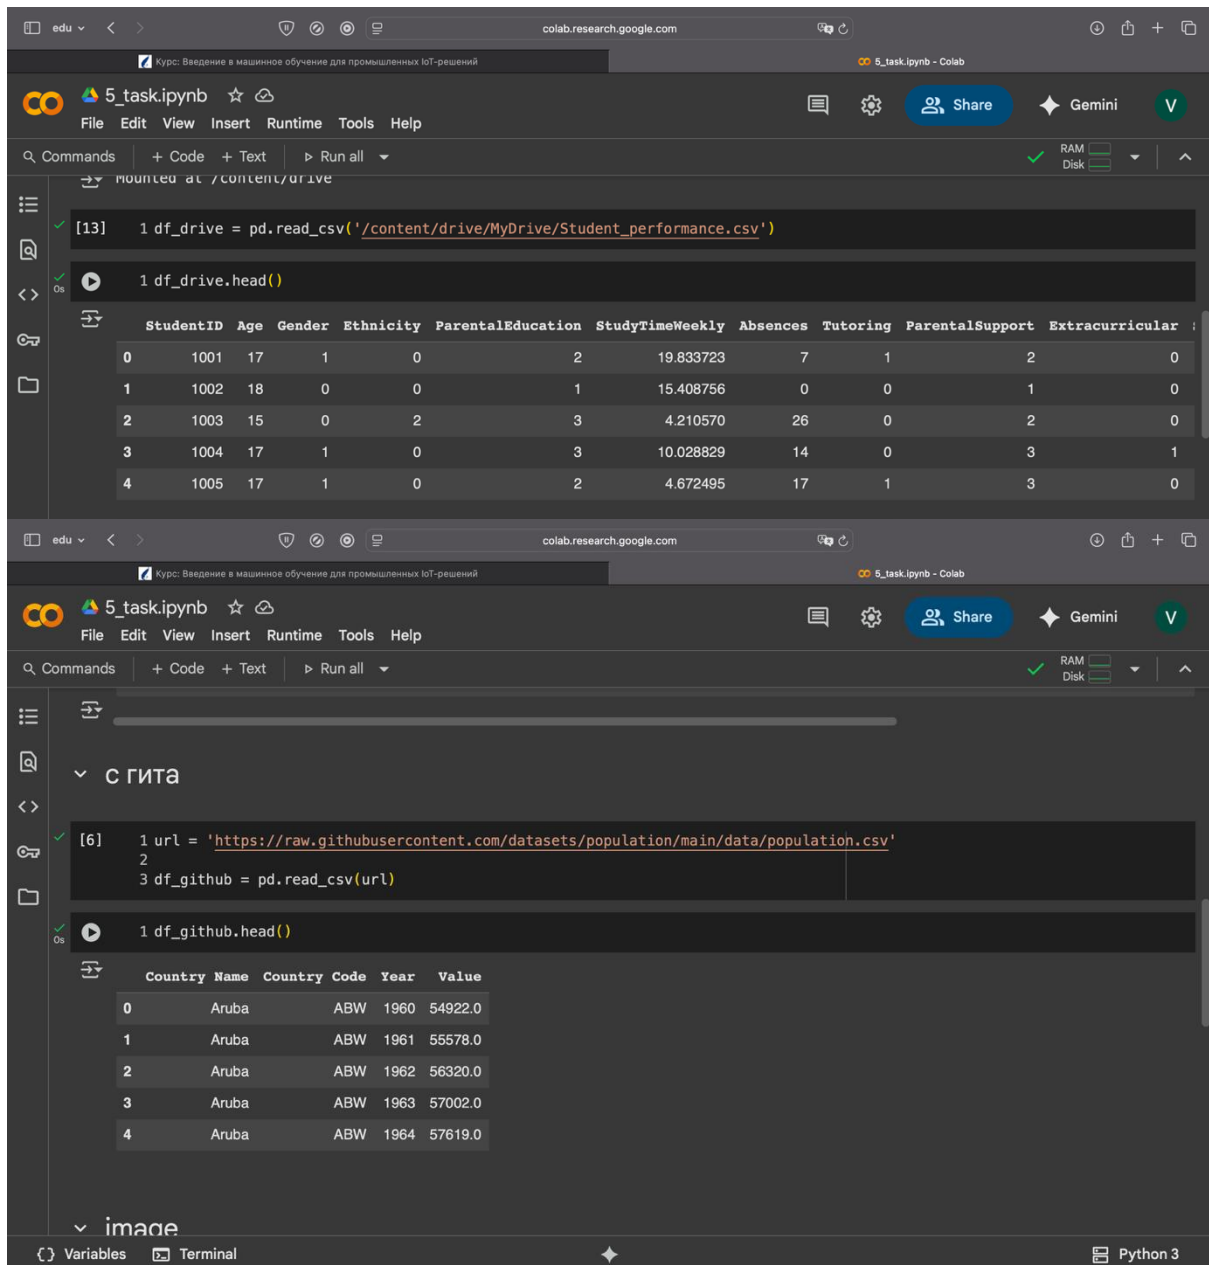 edu
colab.research.google.com
Курс: Введение в машинное обучение для промышленных IoT-решений
5_task.ipynb - Colab
5_task.ipynb
File Edit View Insert Runtime Tools Help
Share
Gemini
V
Commands + Code + Text Run all
RAM
Disk
Mounted at /content/drive
[13] 1 df_drive = pd.read_csv('/content/drive/MyDrive/Student_performance.csv')
0s 1 df_drive.head()
StudentID Age Gender Ethnicity ParentalEducation StudyTimeWeekly Absences Tutoring ParentalSupport Extracurricular
0 1001 17 1 0 2 19.833723 7 1 2 0
1 1002 18 0 0 1 15.408756 0 0 1 0
2 1003 15 0 2 3 4.210570 26 0 2 0
3 1004 17 1 0 3 10.028829 14 0 3 1
4 1005 17 1 0 2 4.672495 17 1 3 0
edu
colab.research.google.com
Курс: Введение в машинное обучение для промышленных IoT-решений
5_task.ipynb - Colab
5_task.ipynb
File Edit View Insert Runtime Tools Help
Share
Gemini
V
Commands + Code + Text Run all
RAM
Disk
с гита
[6] 1 url = 'https://raw.githubusercontent.com/datasets/population/main/data/population.csv'
2
3 df_github = pd.read_csv(url)
0s 1 df_github.head()
Country Name Country Code Year Value
0 Aruba ABW 1960 54922.0
1 Aruba ABW 1961 55578.0
2 Aruba ABW 1962 56320.0
3 Aruba ABW 1963 57002.0
4 Aruba ABW 1964 57619.0
image
Variables Terminal
Python 3